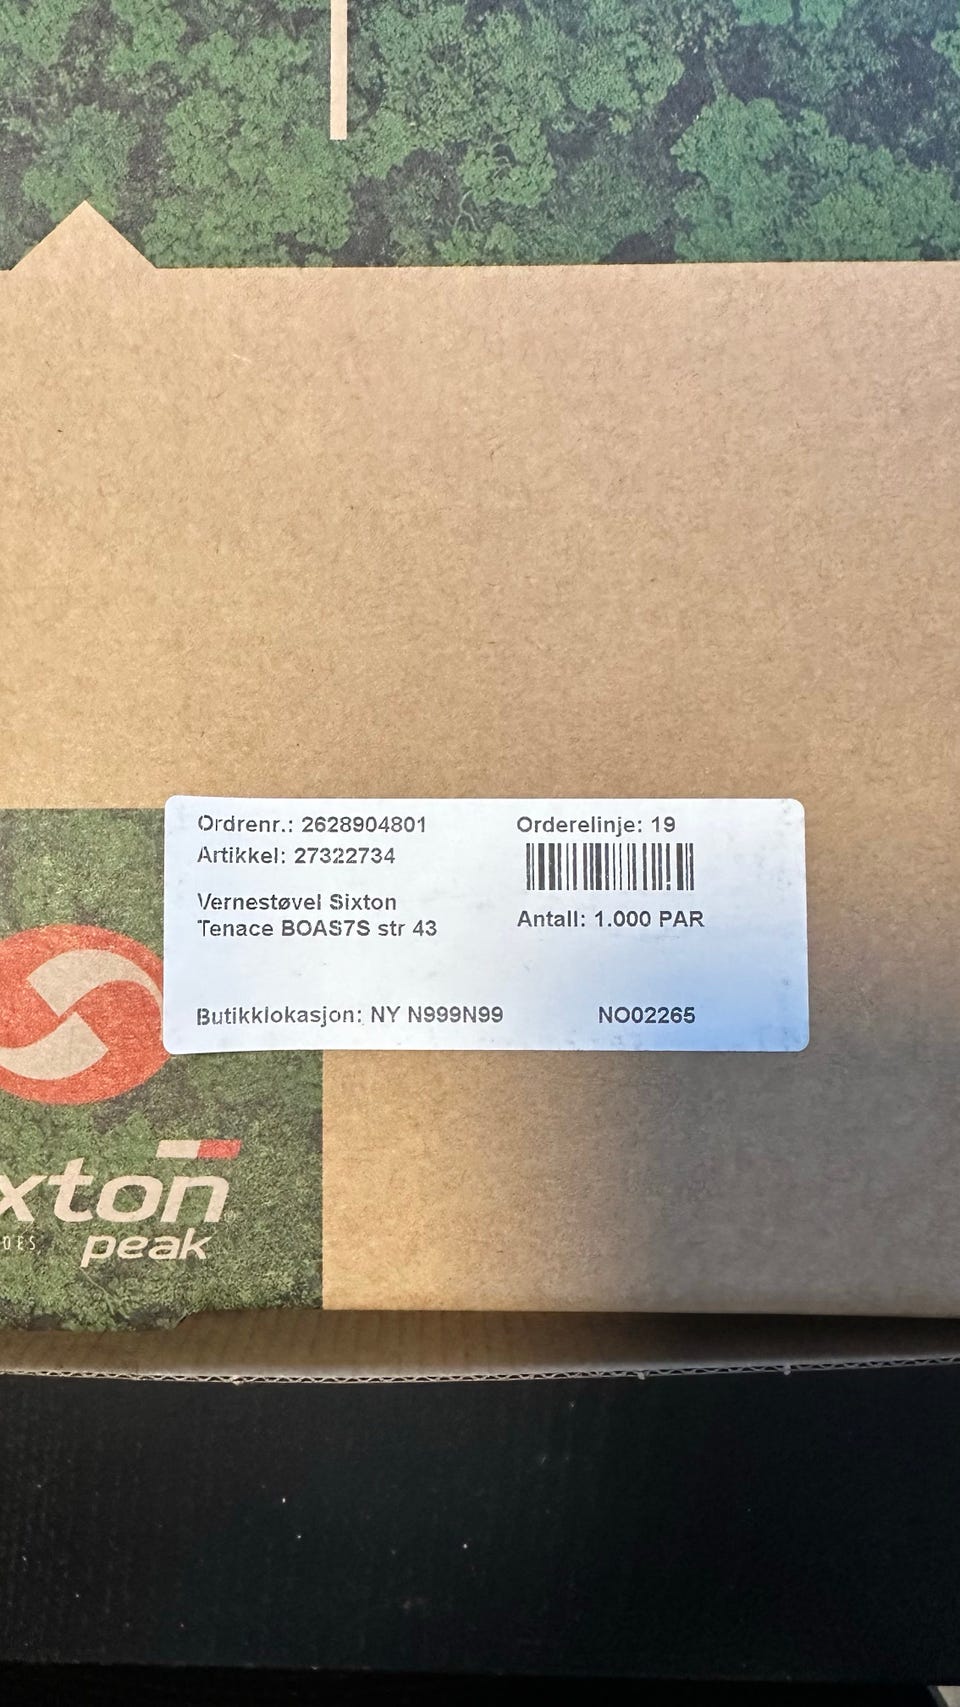 Ordrenr.: 2628904801
Orderelinje: 19
Artikkel: 27322734
Vernestøvel Sixton
Tenace BOAS7S str 43
Antall: 1.000 PAR
Butikklokasjon: NY N999N99
NO02265
xton
OES
peak